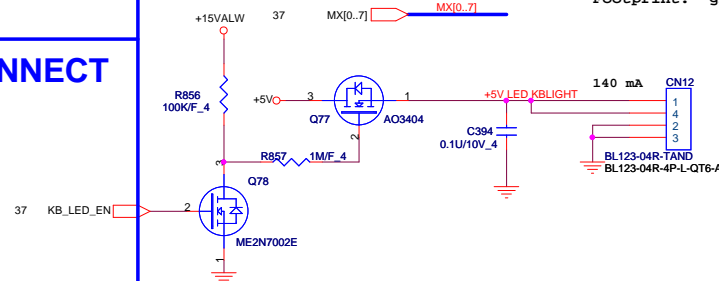 Footprint: g
MX[0..7]
+15VALW 37 MX[0..7]
NNECT
R856
100K/F_4
140 mA CN12
+5V 3 1 +5V_LED_KBLIGHT 1
4
2
3
Q77 AO3404
C394
0.1U/10V_4
2
3 R857 1M/F_4
BL123-04R-TAND
BL123-04R-4P-L-QT6-A
Q78
37 KB_LED_EN 2
ME2N7002E
1